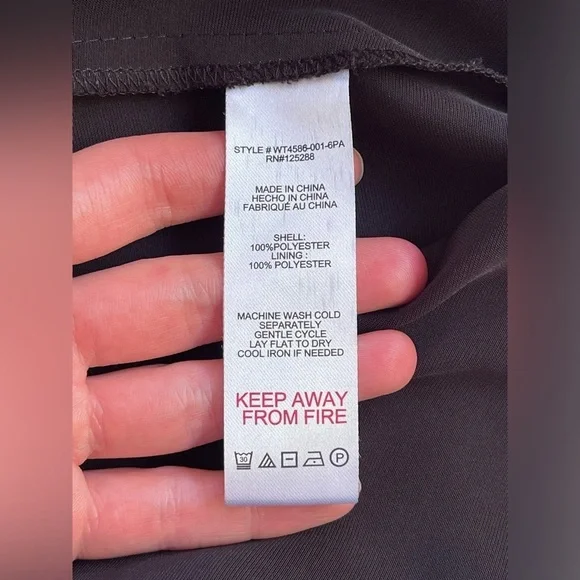 STYLE # WT4586-001-6PA
RN#125288
MADE IN CHINA
HECHO IN CHINA
FABRIQUÉ AU CHINA
SHELL:
100%POLYESTER
LINING :
100% POLYESTER
MACHINE WASH COLD
SEPARATELY
GENTLE CYCLE
LAY FLAT TO DRY
COOL IRON IF NEEDED
KEEP AWAY
FROM FIRE
30 P